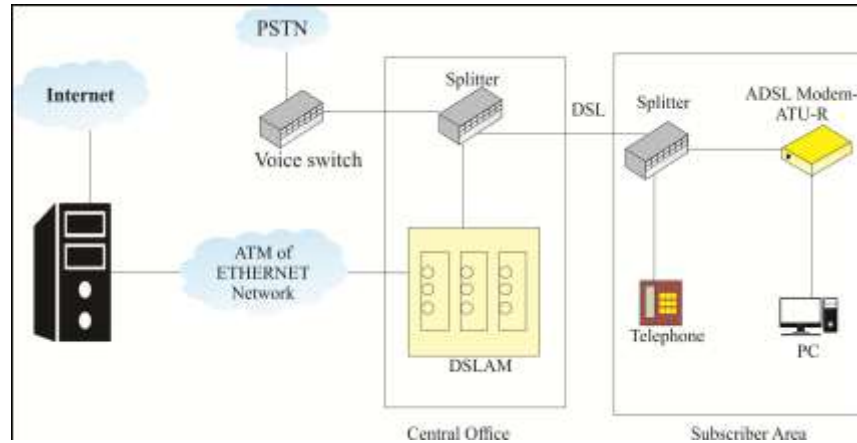 PSTN
Internet
Splitter
DSL
Splitter
ADSL Modem-
ATU-R
Voice switch
ATM of
ETHERNET
Network
Telephone
PC
DSLAM
Central Office
Subscriber Area